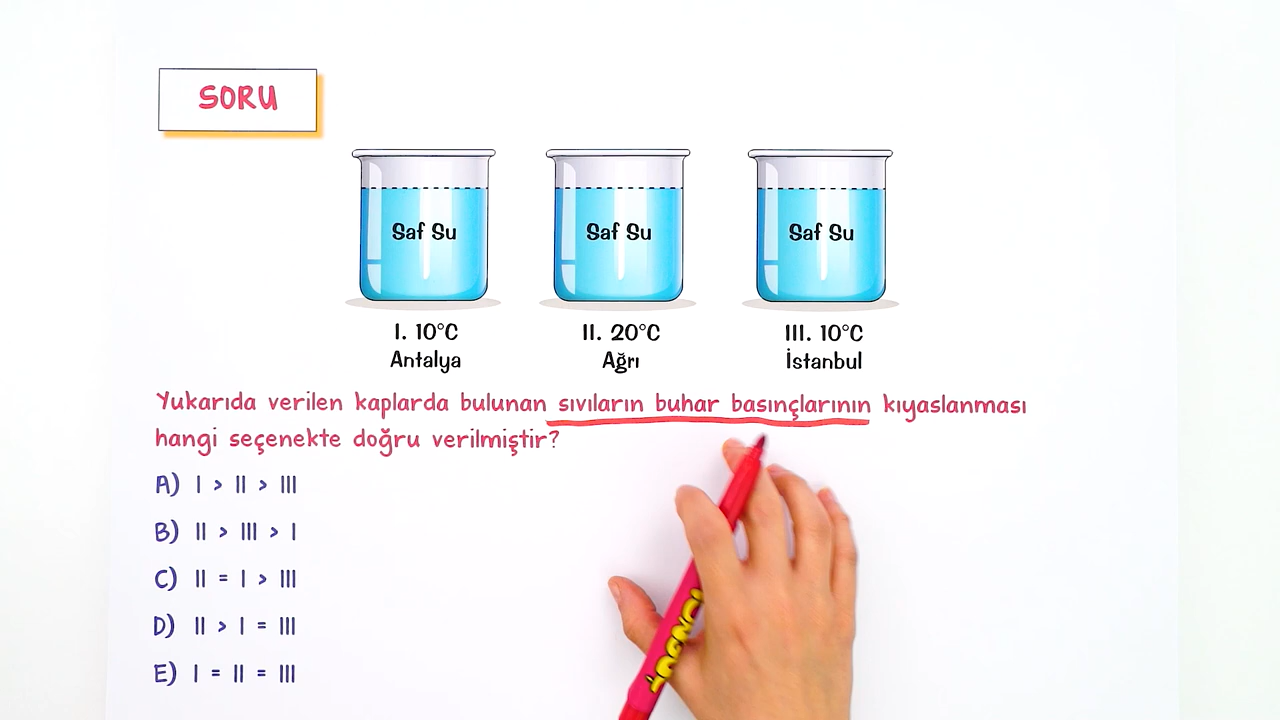 SORU
Saf Su
Saf Su
Saf Su
I. 10°C
Antalya
II. 20°C
Ağrı
III. 10°C
İstanbul
Yukarıda verilen kaplarda bulunan sıvıların buhar basınçlarının kıyaslanması
hangi seçenekte doğru verilmiştir?
A) I > II > III
B) II > III > I
C) II = I > III
D) II > I = III
E) I = II = III